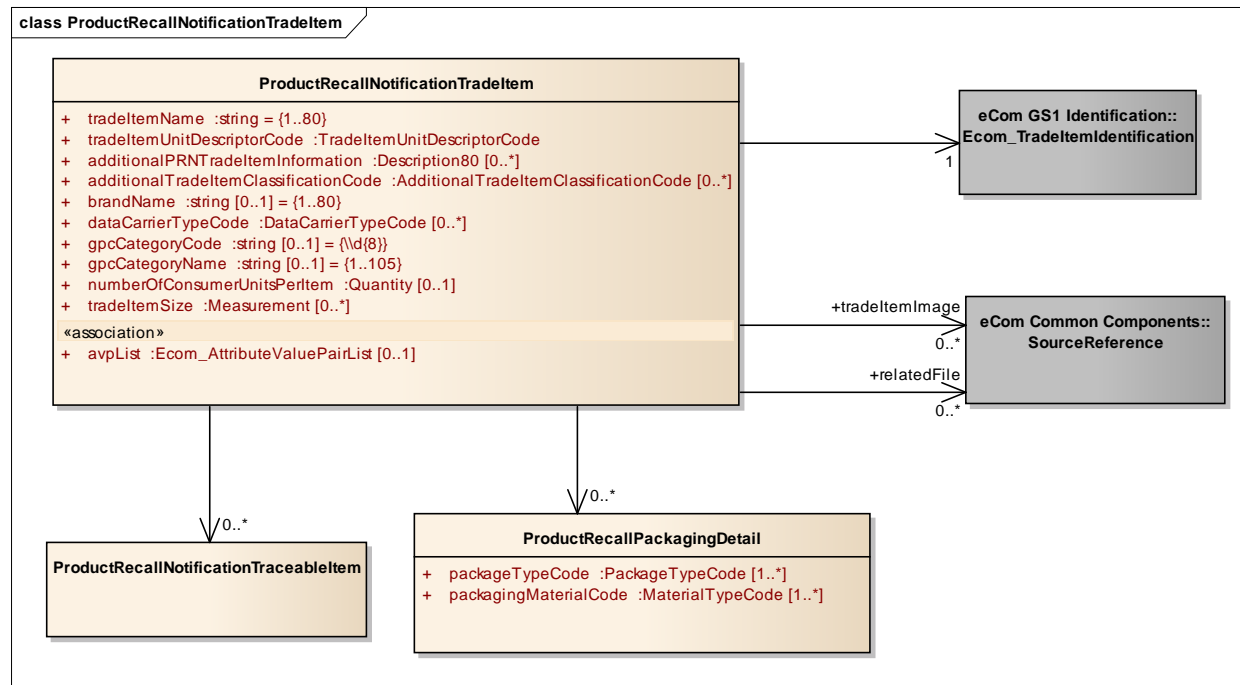 class ProductRecallNotificationTradeItem
ProductRecallNotificationTradeItem
+ tradeItemName :string = {1..80}
+ tradeItemUnitDescriptorCode :TradeItemUnitDescriptorCode
+ additionalPRNTradeItemInformation :Description80 [0..*]
+ additionalTradeItemClassificationCode :AdditionalTradeItemClassificationCode [0..*]
+ brandName :string [0..1] = {1..80}
+ dataCarrierTypeCode :DataCarrierTypeCode [0..*]
+ gpcCategoryCode :string [0..1] = {\\d{8}}
+ gpcCategoryName :string [0..1] = {1..105}
+ numberOfConsumerUnitsPerItem :Quantity [0..1]
+ tradeItemSize :Measurement [0..*]
«association»
+ avpList :Ecom_AttributeValuePairList [0..1]
eCom GS1 Identification::
Ecom_TradeItemIdentification
1
+tradeItemImage
0..*
eCom Common Components::
SourceReference
+relatedFile
0..*
0..*
0..*
ProductRecallNotificationTraceableItem
ProductRecallPackagingDetail
+ packageTypeCode :PackageTypeCode [1..*]
+ packagingMaterialCode :MaterialTypeCode [1..*]